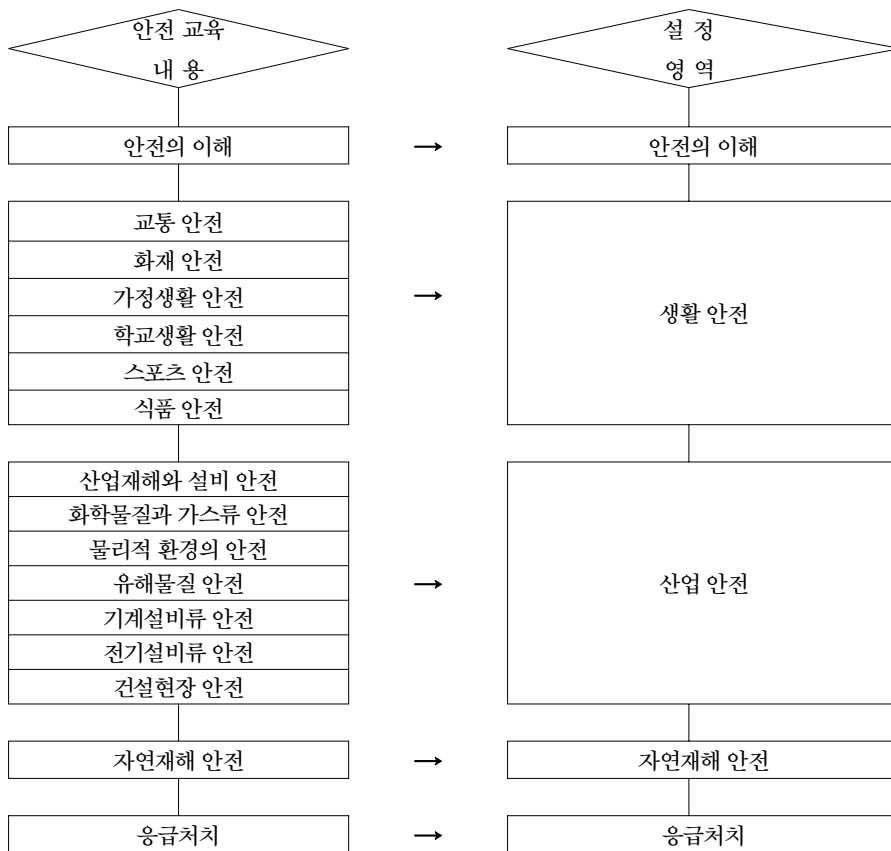 안전 교육
내 용
설 정
영 역
안전의 이해
→
안전의 이해
교통 안전
화재 안전
가정생활 안전
학교생활 안전
스포츠 안전
식품 안전
→
생활 안전
산업재해와 설비 안전
화학물질과 가스류 안전
물리적 환경의 안전
유해물질 안전
기계설비류 안전
전기설비류 안전
건설현장 안전
→
산업 안전
자연재해 안전
→
자연재해 안전
응급처치
→
응급처치